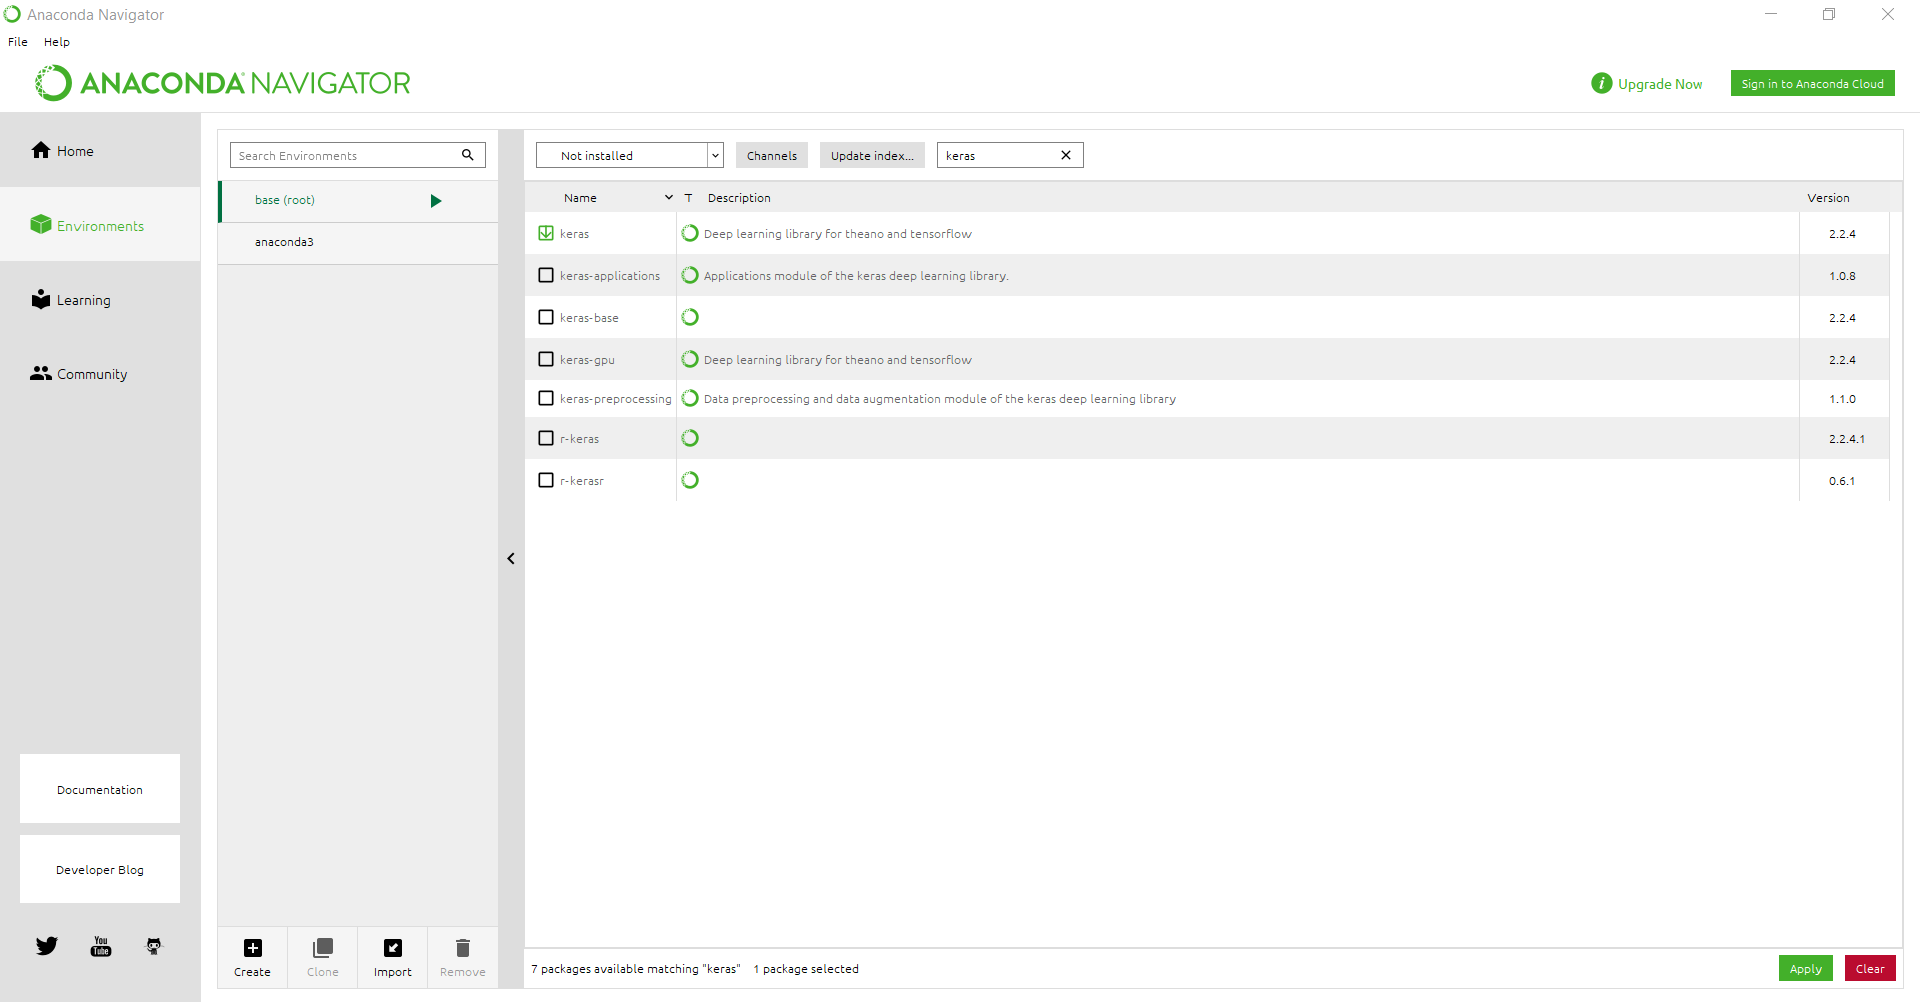 Anaconda Navigator
File Help
ANACONDA NAVIGATOR
Upgrade Now
Sign in to Anaconda Cloud
Home
Environments
Learning
Community
Documentation
Developer Blog
You Tube
Search Environments
base (root)
anaconda3
Create Clone Import Remove
Not installed Channels Update index... keras
Name T Description Version
keras Deep learning library for theano and tensorflow 2.2.4
keras-applications Applications module of the keras deep learning library. 1.0.8
keras-base 2.2.4
keras-gpu Deep learning library for theano and tensorflow 2.2.4
keras-preprocessing Data preprocessing and data augmentation module of the keras deep learning library 1.1.0
r-keras 2.2.4.1
r-kerasr 0.6.1
7 packages available matching "keras" 1 package selected
Apply Clear